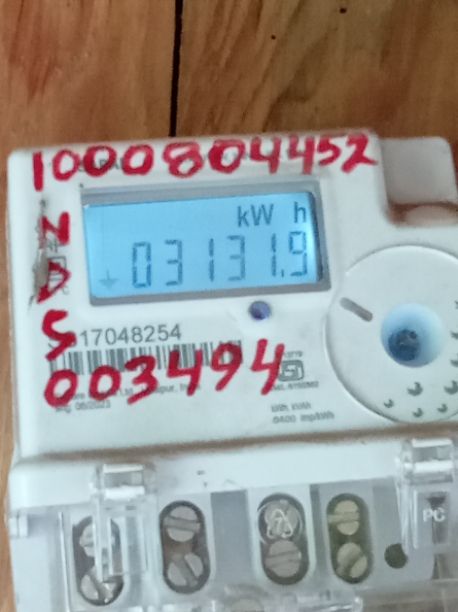 1000804452
kW h
03131.9
N
D
S
17048254
003494
6400 imp/kWh
PC